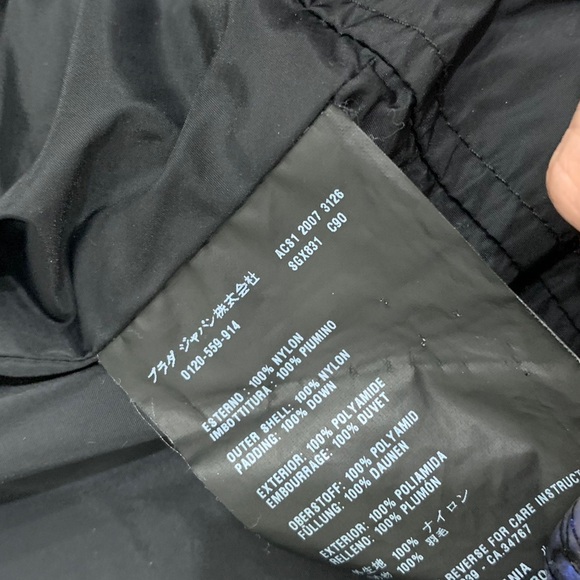 ACS1 2007 3126
SGX831 C90
プラダ ジャパン株式会社
0120-559-914
ESTERNO: 100% NYLON
IMBOTTITURA: 100% PIUMINO
OUTER SHELL: 100% NYLON
PADDING: 100% DOWN
EXTERIOR: 100% POLYAMIDE
EMBOURRAGE: 100% DUVET
OBERSTOFF: 100% POLYAMID
FÜLLUNG: 100% DAUNEN
EXTERIOR: 100% POLIAMIDA
RELLENO: 100% PLUMÓN
100% ナイロン
100% 羽毛
REVERSE FOR CARE INSTRUCT
39 - CA.34767